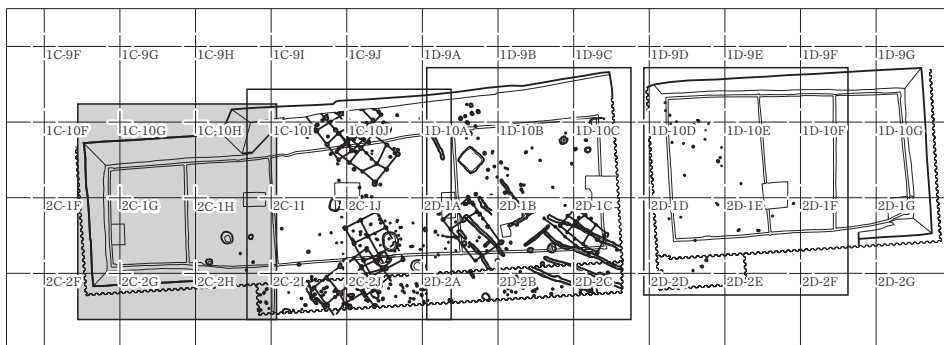 1C-9F 1C-9G 1C-9H 1C-9I 1C-9J 1D-9A 1D-9B 1D-9C 1D-9D 1D-9E 1D-9F 1D-9G
1C-10F 1C-10G 1C-10H 1C-10I 1C-10J 1D-10A 1D-10B 1D-10C 1D-10D 1D-10E 1D-10F 1D-10G
2C-1F 2C-1G 2C-1H 2C-1I 2C-1J 2D-1A 2D-1B 2D-1C 2D-1D 2D-1E 2D-1F 2D-1G
2C-2F 2C-2G 2C-2H 2C-2I 2C-2J 2D-2A 2D-2B 2D-2C 2D-2D 2D-2E 2D-2F 2D-2G